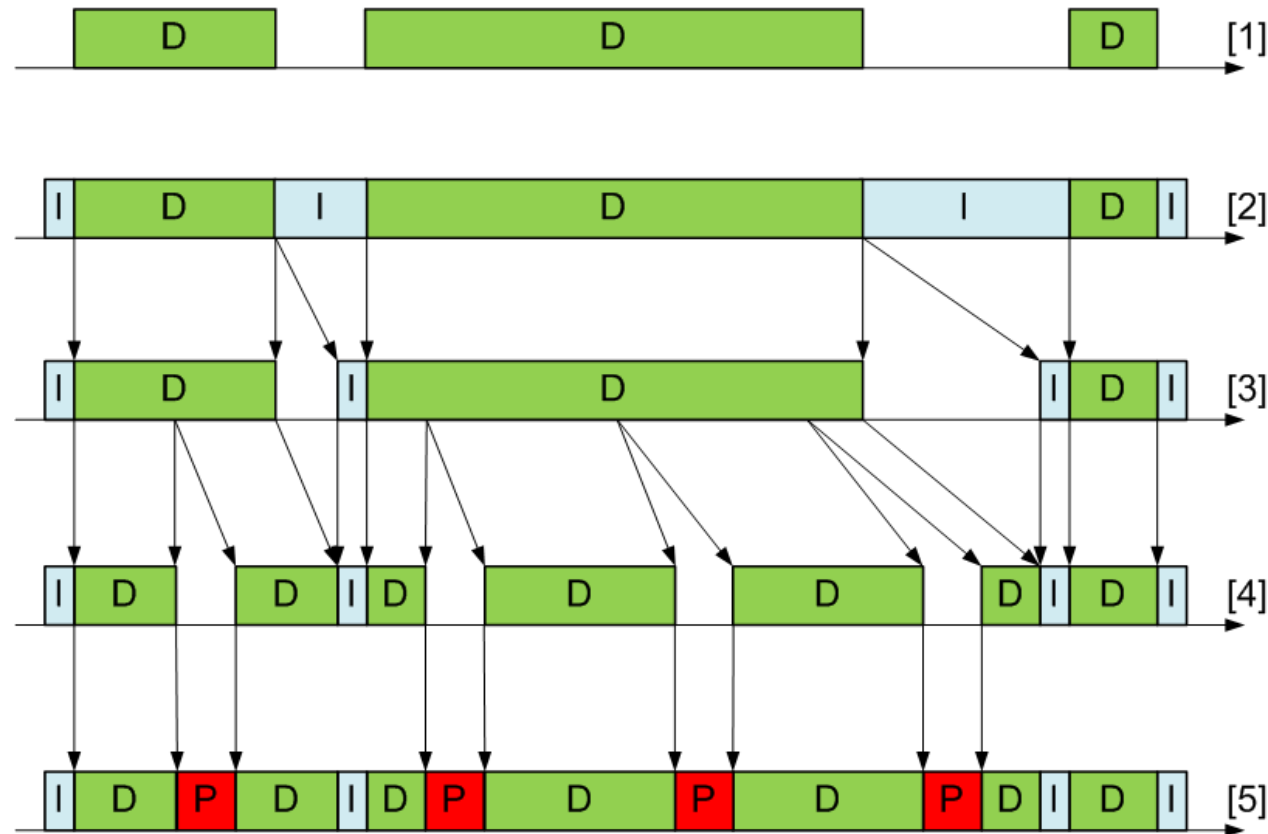 D D D [1]
I D I D I D I [2]
I D I D I D I [3]
I D D I D D D D I D I [4]
I D P D I D P D P D P D I D I [5]